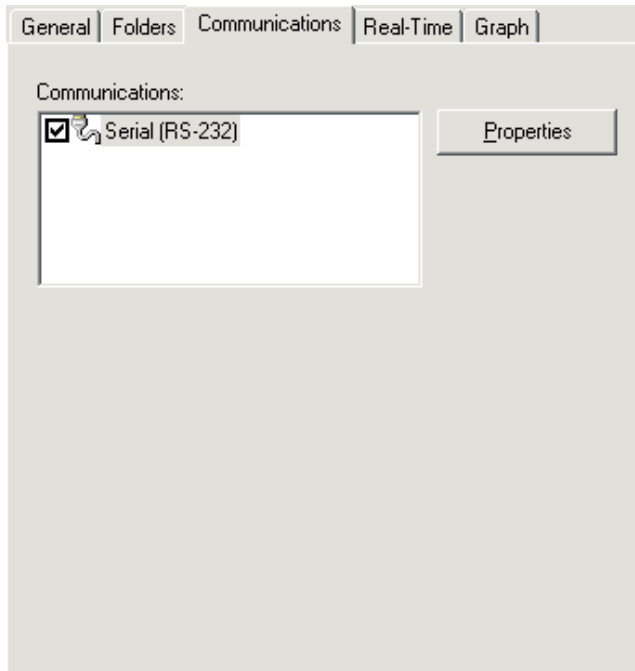 General Folders Communications Real-Time Graph
Communications:
Serial (RS-232)
Properties